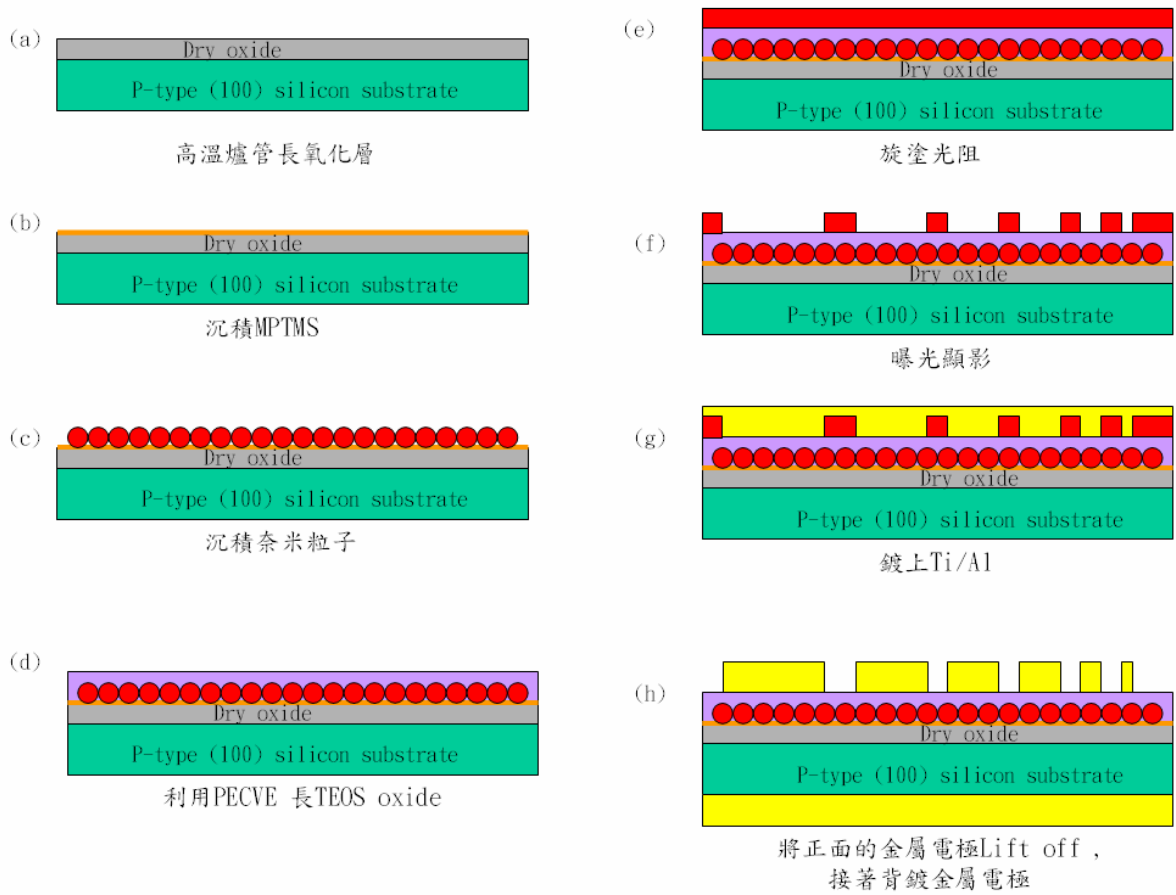 (a)
Dry oxide
P-type (100) silicon substrate
高溫爐管長氧化層
(b)
Dry oxide
P-type (100) silicon substrate
沉積MPTMS
(c)
Dry oxide
P-type (100) silicon substrate
沉積奈米粒子
(d)
Dry oxide
P-type (100) silicon substrate
利用PECVE 長TEOS oxide
(e)
Dry oxide
P-type (100) silicon substrate
旋塗光阻
(f)
Dry oxide
P-type (100) silicon substrate
曝光顯影
(g)
Dry oxide
P-type (100) silicon substrate
鍍上Ti/Al
(h)
Dry oxide
P-type (100) silicon substrate
將正面的金屬電極Lift off ,
接著背鍍金屬電極